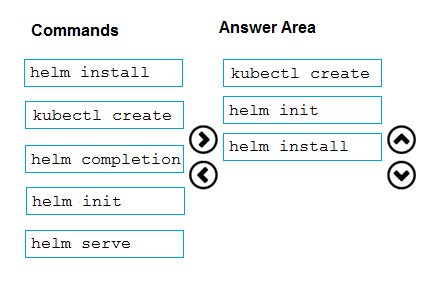 Commands
Answer Area
helm install
kubectl create
helm completion
helm init
helm serve
kubectl create
helm init
helm install